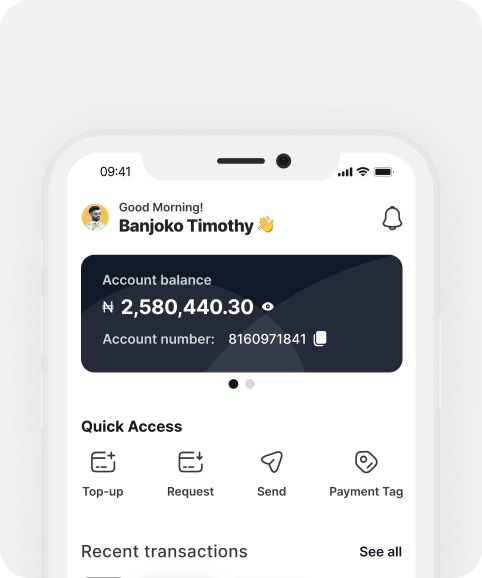 09:41
Good Morning!
Banjoko Timothy 👋
Account balance
₦ 2,580,440.30
Account number: 8160971841
Quick Access
Top-up Request Send Payment Tag
Recent transactions See all